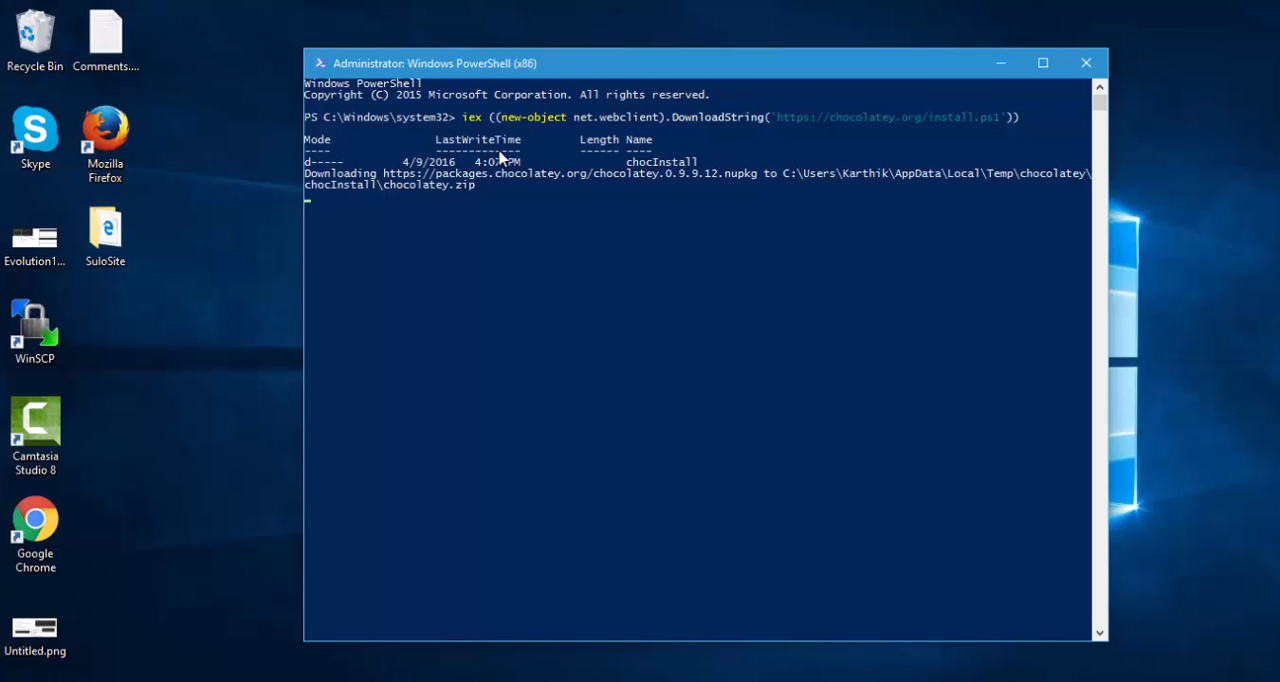 Recycle Bin
Comments....
Skype
Mozilla
Firefox
Evolution1...
SuloSite
WinSCP
Camtasia
Studio 8
Google
Chrome
Untitled.png
Administrator: Windows PowerShell (x86)
Windows PowerShell
Copyright (C) 2015 Microsoft Corporation. All rights reserved.
PS C:\Windows\system32> iex ((new-object net.webclient).DownloadString('https://chocolatey.org/install.ps1'))
Mode LastWriteTime Length Name
---- ------------- ------ ----
d----- 4/9/2016 4:07 PM chocInstall
Downloading https://packages.chocolatey.org/chocolatey.0.9.9.12.nupkg to C:\Users\Karthik\AppData\Local\Temp\chocolatey\
chocInstall\chocolatey.zip